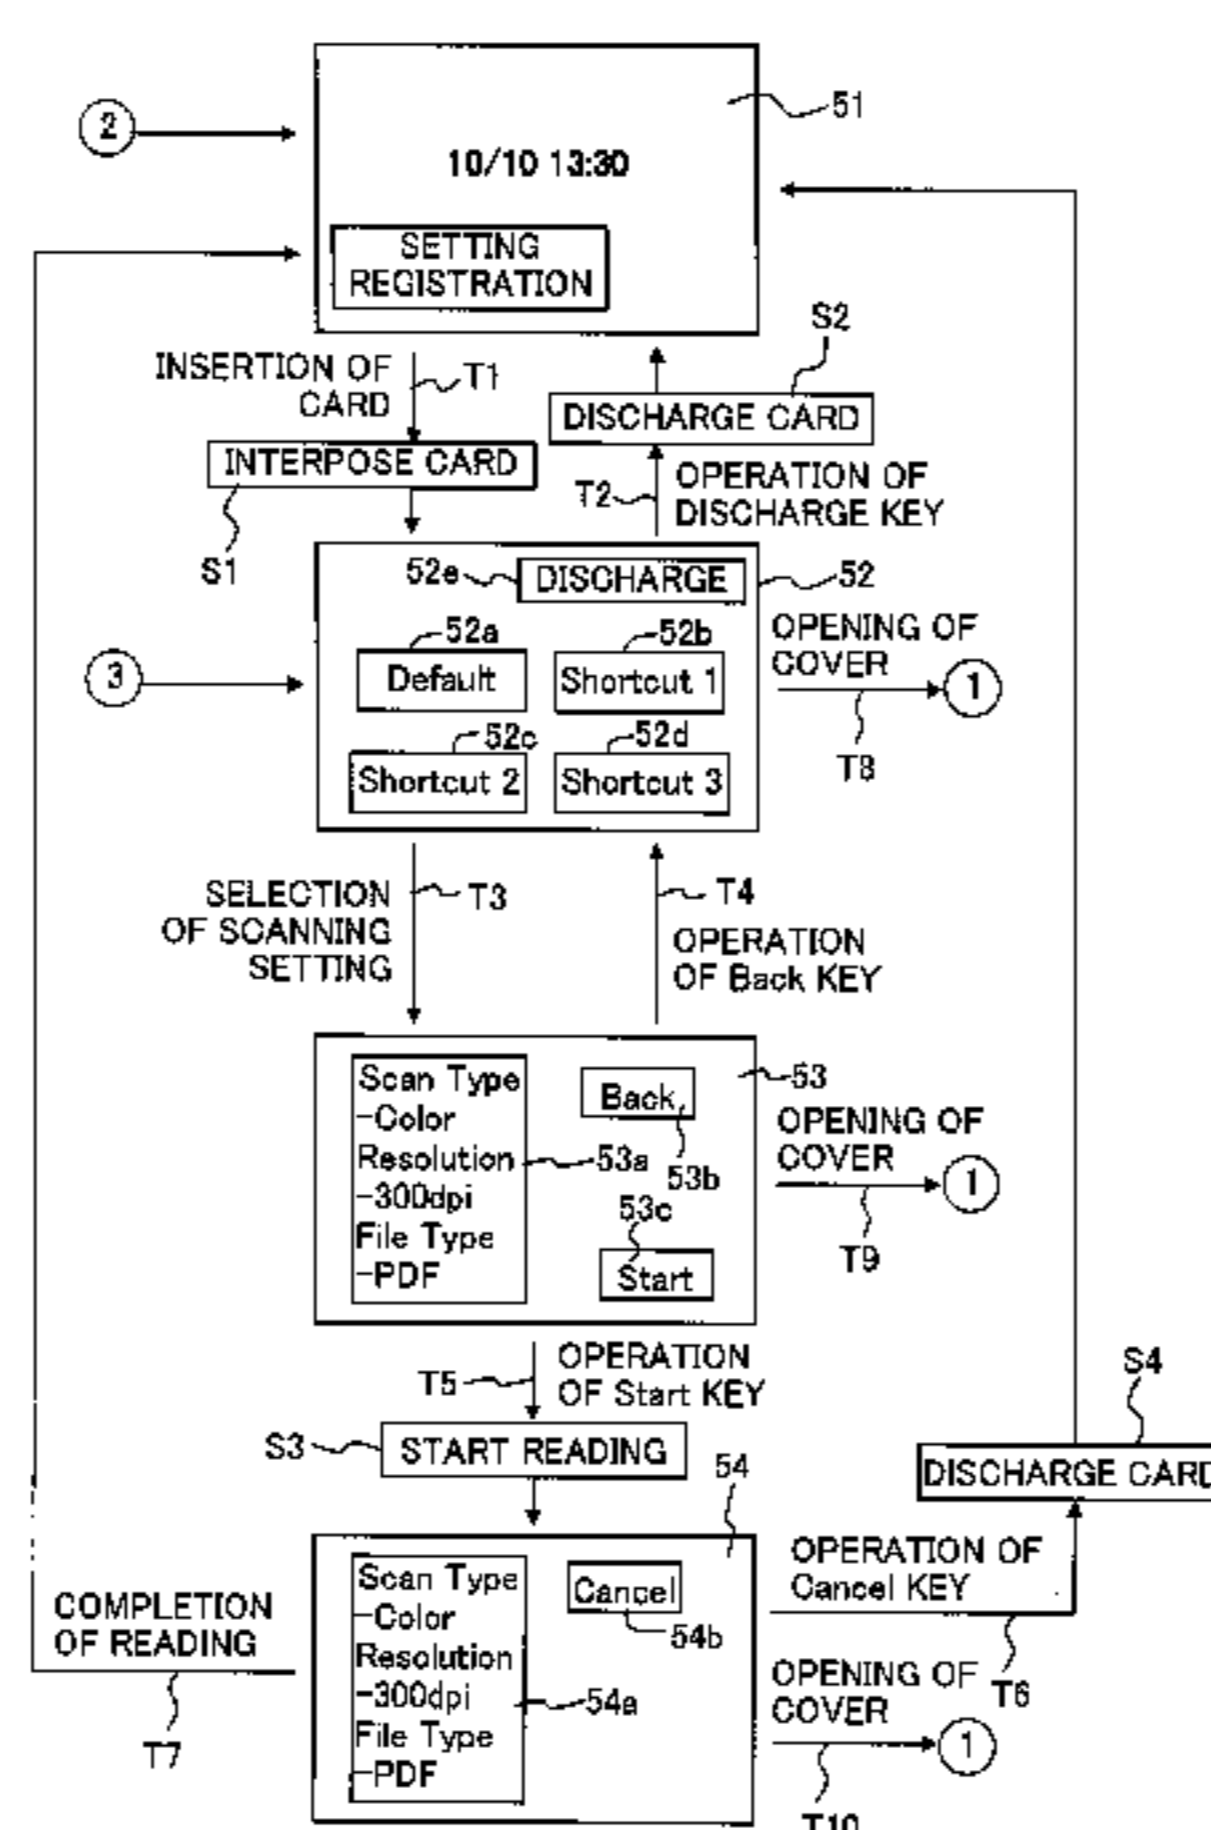 51
2
10/10 13:30
SETTING
REGISTRATION
S2
INSERTION OF
CARD
T1
DISCHARGE CARD
INTERPOSE CARD
T2
OPERATION OF
DISCHARGE KEY
S1
52e
DISCHARGE
52
52a
52b
OPENING OF
COVER
3
Default
Shortcut 1
1
52c
52d
T8
Shortcut 2
Shortcut 3
SELECTION
OF SCANNING
SETTING
T3
T4
OPERATION
OF Back KEY
Scan Type
-Color
Resolution
-300dpi
File Type
-PDF
Back
53
53a
53b
53c
Start
OPENING OF
COVER
1
T9
T5
OPERATION
OF Start KEY
S4
S3
START READING
54
DISCHARGE CARD
Scan Type
-Color
Resolution
-300dpi
File Type
-PDF
Cancel
54b
54a
OPERATION OF
Cancel KEY
COMPLETION
OF READING
T6
OPENING OF
COVER
1
T7
T10